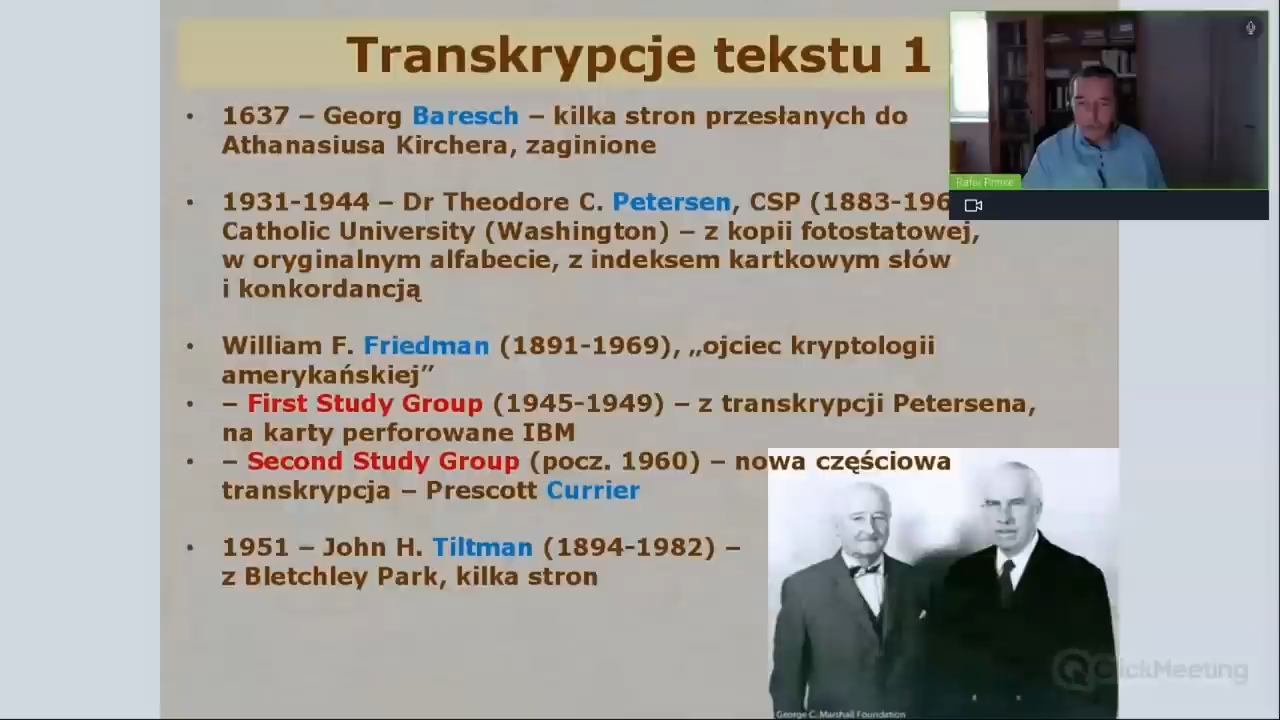 Transkrypcje tekstu 1
• 1637 – Georg Baresch – kilka stron przesłanych do
Athanasiusa Kirchera, zaginione
• 1931-1944 – Dr Theodore C. Petersen, CSP (1883-196
Catholic University (Washington) – z kopii fotostatowej,
w oryginalnym alfabecie, z indeksem kartkowym słów
i konkordancją
• William F. Friedman (1891-1969), „ojciec kryptologii
amerykańskiej”
• – First Study Group (1945-1949) – z transkrypcji Petersena,
na karty perforowane IBM
• – Second Study Group (pocz. 1960) – nowa częściowa
transkrypcja – Prescott Currier
• 1951 – John H. Tiltman (1894-1982) –
z Bletchley Park, kilka stron
George C. Marshall Foundation
ClickMeeting